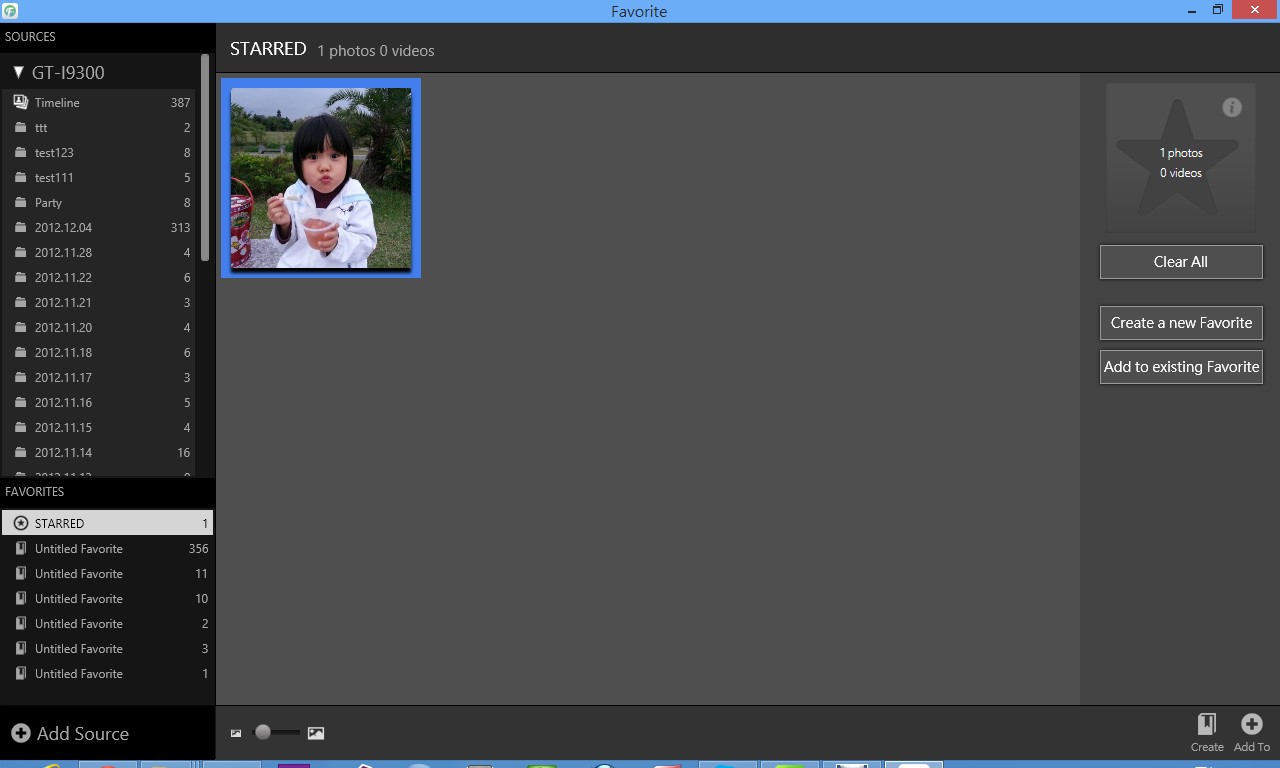 Favorite
SOURCES
GT-I9300
Timeline 387
ttt 2
test123 8
test111 5
Party 8
2012.12.04 313
2012.11.28 4
2012.11.22 6
2012.11.21 3
2012.11.20 4
2012.11.18 6
2012.11.17 3
2012.11.16 5
2012.11.15 4
2012.11.14 16
FAVORITES
STARRED 1
Untitled Favorite 356
Untitled Favorite 11
Untitled Favorite 10
Untitled Favorite 2
Untitled Favorite 3
Untitled Favorite 1
Add Source
STARRED 1 photos 0 videos
1 photos
0 videos
Clear All
Create a new Favorite
Add to existing Favorite
Create
Add To